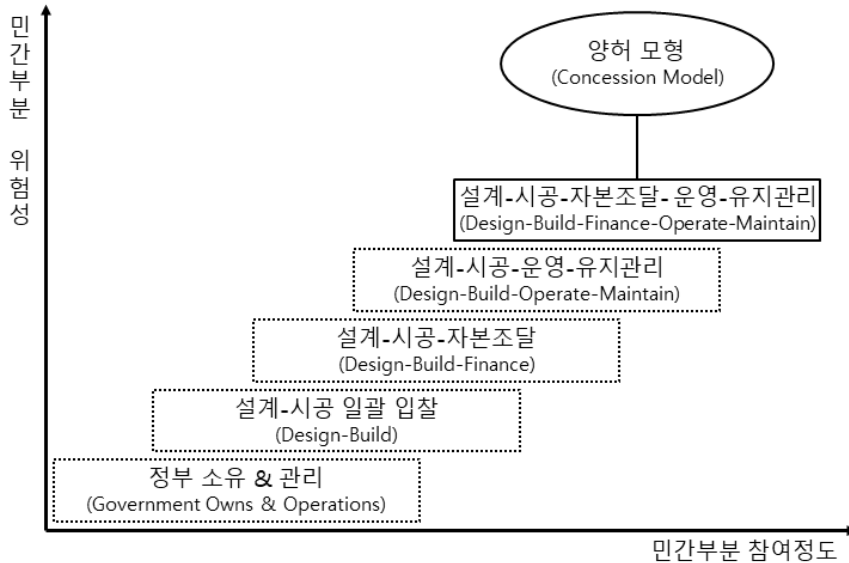 민간부분 위험성
양허 모형
(Concession Model)
설계-시공-자본조달- 운영-유지관리
(Design-Build-Finance-Operate-Maintain)
설계-시공-운영-유지관리
(Design-Build-Operate-Maintain)
설계-시공-자본조달
(Design-Build-Finance)
설계-시공 일괄 입찰
(Design-Build)
정부 소유 & 관리
(Government Owns & Operations)
민간부분 참여정도